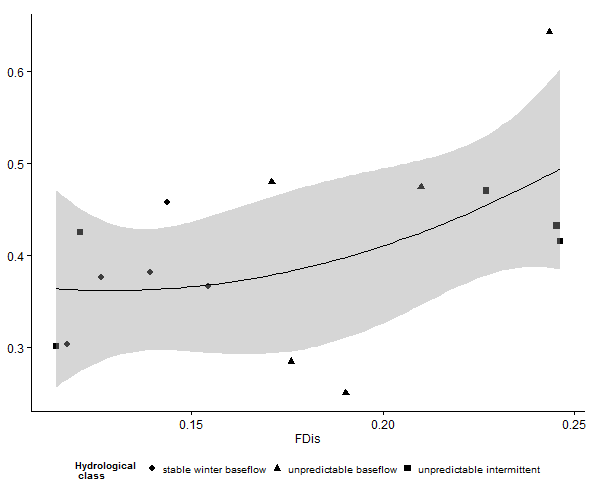 0.6
0.5
0.4
0.3
0.15 0.20 0.25
FDis
Hydrological
class
stable winter baseflow unpredictable baseflow unpredictable intermittent